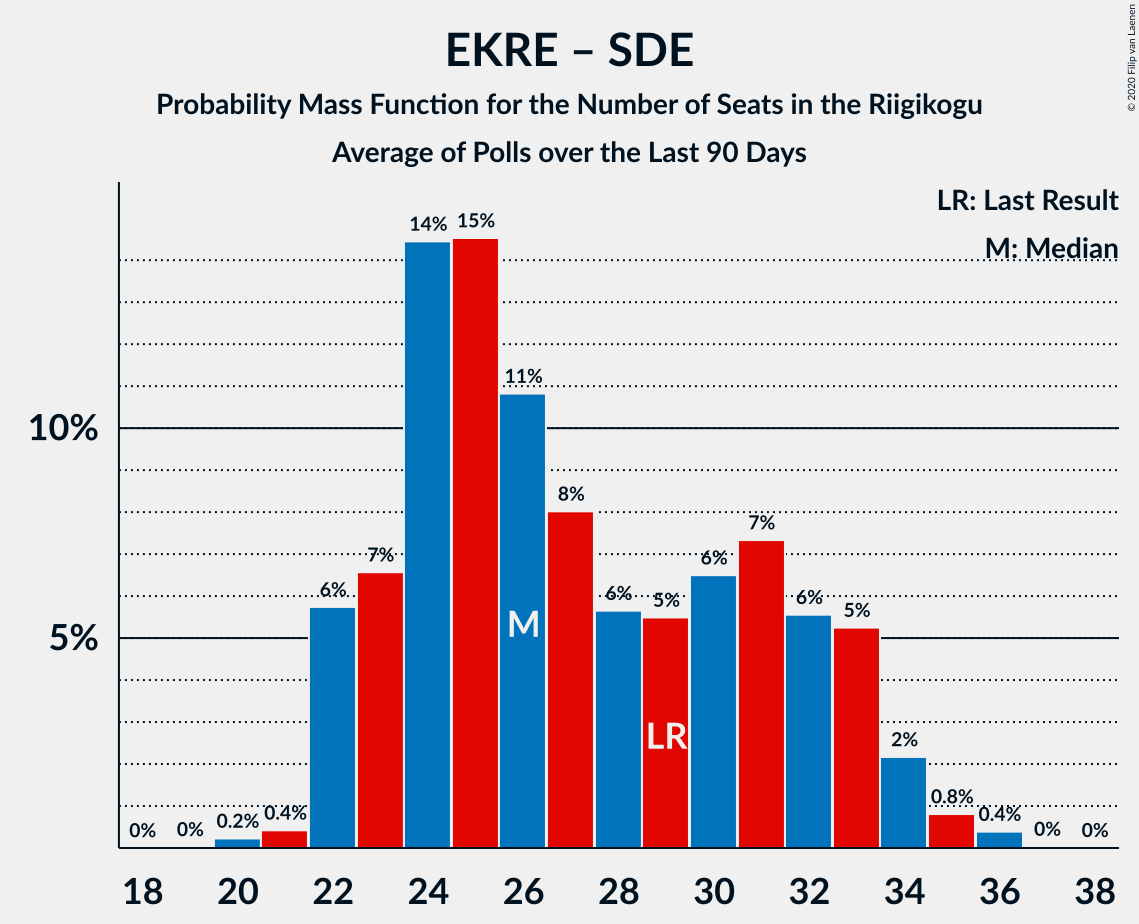 EKRE – SDE
Probability Mass Function for the Number of Seats in the Riigikogu
Average of Polls over the Last 90 Days
© 2020 Filip van Laenen
LR: Last Result
M: Median
10%
5%
0%
0%
0.2%
0.4%
6%
7%
14%
15%
11%
8%
6%
5%
6%
7%
6%
5%
2%
0.8%
0.4%
0%
0%
M
LR
18 20 22 24 26 28 30 32 34 36 38